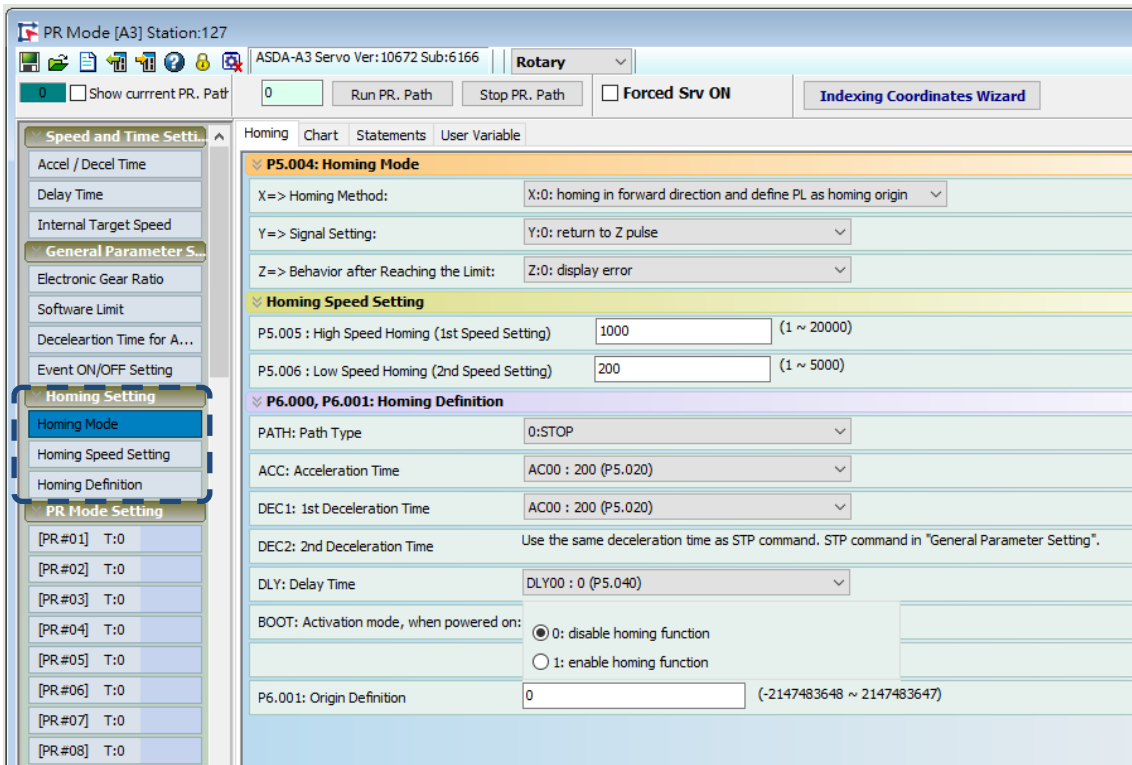 PR Mode [A3] Station:127
ASDA-A3 Servo Ver:10672 Sub:6166
Rotary
0
Show currrent PR. Path
0
Run PR. Path
Stop PR. Path
Forced Srv ON
Indexing Coordinates Wizard
Speed and Time Setti...
Accel / Decel Time
Delay Time
Internal Target Speed
General Parameter S...
Electronic Gear Ratio
Software Limit
Deceleartion Time for A...
Event ON/OFF Setting
Homing Setting
Homing Mode
Homing Speed Setting
Homing Definition
PR Mode Setting
[PR#01] T:0
[PR#02] T:0
[PR#03] T:0
[PR#04] T:0
[PR#05] T:0
[PR#06] T:0
[PR#07] T:0
[PR#08] T:0
Homing Chart Statements User Variable
P5.004: Homing Mode
X=> Homing Method: X:0: homing in forward direction and define PL as homing origin
Y=> Signal Setting: Y:0: return to Z pulse
Z=> Behavior after Reaching the Limit: Z:0: display error
Homing Speed Setting
P5.005 : High Speed Homing (1st Speed Setting) 1000 (1 ~ 20000)
P5.006 : Low Speed Homing (2nd Speed Setting) 200 (1 ~ 5000)
P6.000, P6.001: Homing Definition
PATH: Path Type 0:STOP
ACC: Acceleration Time AC00 : 200 (P5.020)
DEC1: 1st Deceleration Time AC00 : 200 (P5.020)
DEC2: 2nd Deceleration Time Use the same deceleration time as STP command. STP command in "General Parameter Setting".
DLY: Delay Time DLY00 : 0 (P5.040)
BOOT: Activation mode, when powered on: 0: disable homing function
1: enable homing function
P6.001: Origin Definition 0 (-2147483648 ~ 2147483647)